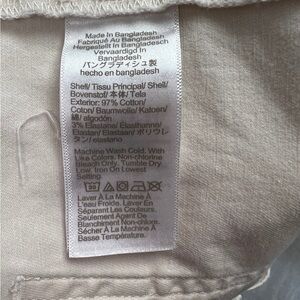 Made In Bangladesh
Fabriqué Au Bangladesh
Hergestellt In Bangladesch
Vervaardigd In
Bangladesh
バングラディシュ製
hecho en bangladesh
Shell/ Tissu Principal/ Shell/
Bovenstof/ 本体/ Tela
Exterior: 97% Cotton/
Coton/ Baumwolle/ Katoen/
綿/ algodón
3% Elastane/ Élasthanne/
Elastan/ Elastaan/ ポリウレ
タン/ elastano
Machine Wash Cold. With
Like Colors. Non-chlorine
Bleach Only. Tumble Dry
Low. Iron On Lowest
Setting
30
Laver À La Machine À
L'eau Froide. Laver En
Séparant Les Couleurs.
Seulement Agent De
Blanchiment Non-chlore.
Sécher À La Machine À
Basse Température.